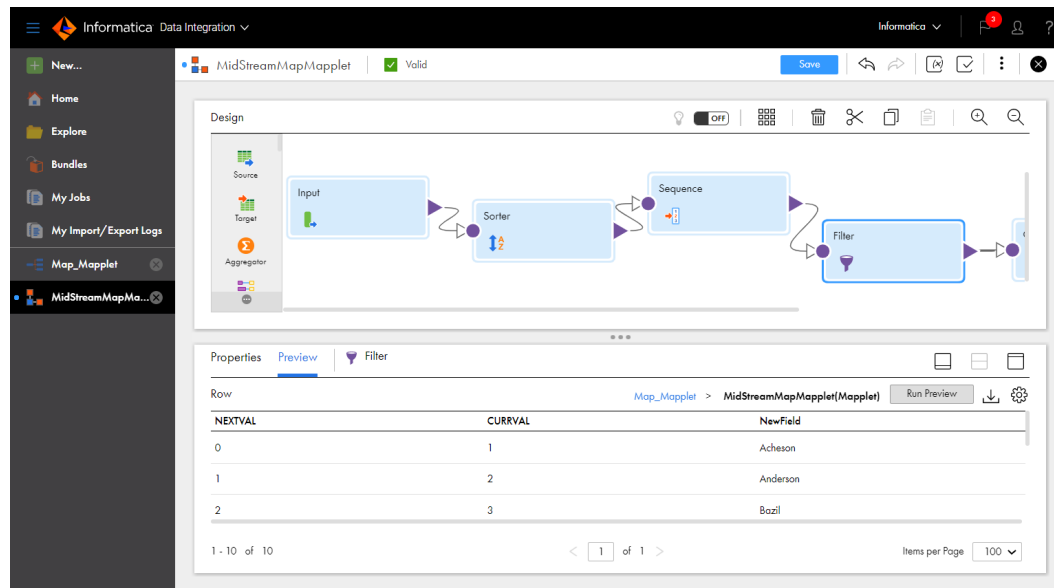 Informatica Data Integration
Informatica
3
?
New...
Home
Explore
Bundles
My Jobs
My Import/Export Logs
Map_Mapplet
MidStreamMapMa...
MidStreamMapMapplet
Valid
Save
Design
OFF
Source
Target
Aggregator
Input
Sorter
Sequence
Filter
Properties
Preview
Filter
Row
Map_Mapplet > MidStreamMapMapplet(Mapplet)
Run Preview
NEXTVAL CURRVAL NewField
0 1 Acheson
1 2 Anderson
2 3 Bazil
1 - 10 of 10
< 1 of 1 >
Items per Page 100